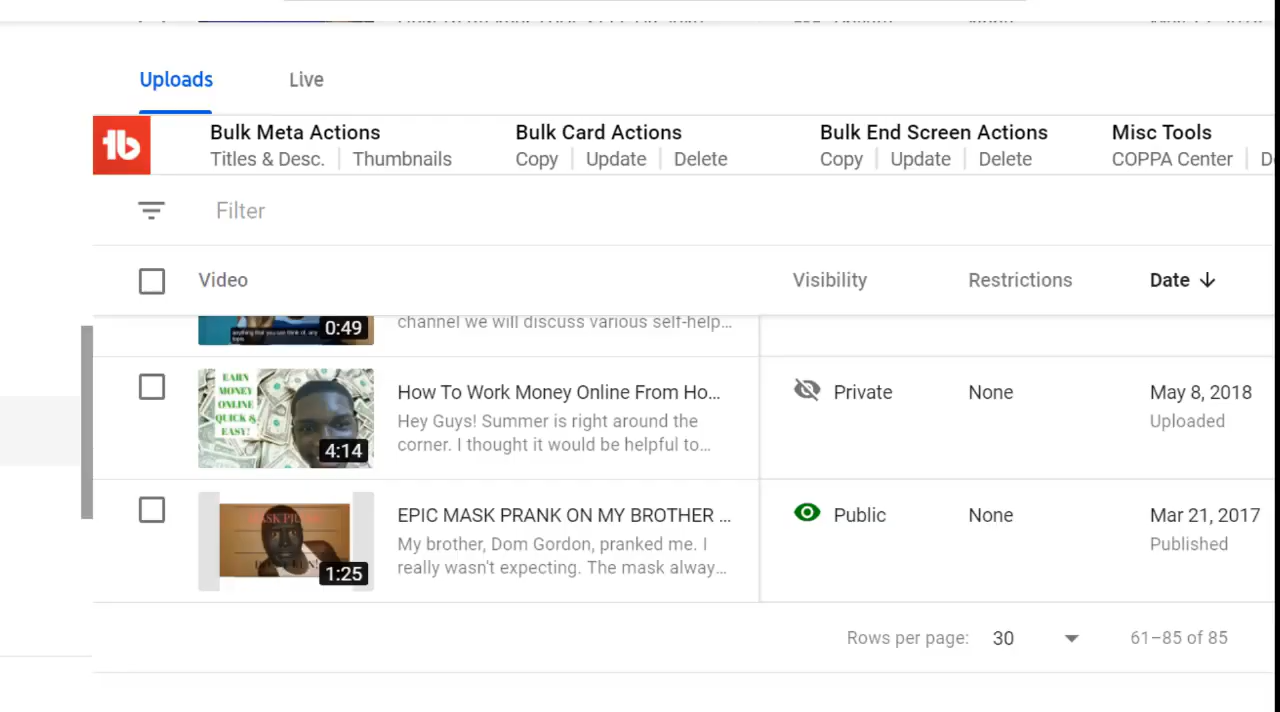 Uploads Live
Bulk Meta Actions Bulk Card Actions Bulk End Screen Actions Misc Tools
Titles & Desc. Thumbnails Copy Update Delete Copy Update Delete COPPA Center
Filter
Video Visibility Restrictions Date
0:49 channel we will discuss various self-help...
EARN
MONEY
ONLINE
QUICK &
EASY!
4:14
How To Work Money Online From Ho... Private None May 8, 2018
Hey Guys! Summer is right around the Uploaded
corner. I thought it would be helpful to...
EPIC MASK PRANK ON MY BROTHER ... Public None Mar 21, 2017
My brother, Dom Gordon, pranked me. I Published
really wasn't expecting. The mask alway...
1:25
Rows per page: 30 61–85 of 85